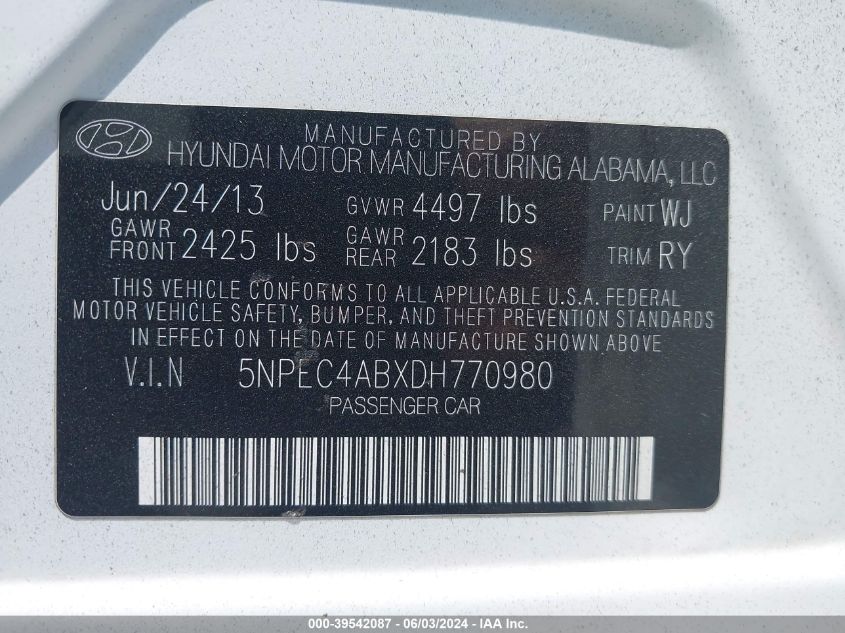 MANUFACTURED BY
HYUNDAI MOTOR MANUFACTURING ALABAMA, LLC
Jun/24/13 GVWR 4497 lbs PAINT WJ
GAWR FRONT 2425 lbs GAWR REAR 2183 lbs TRIM RY
THIS VEHICLE CONFORMS TO ALL APPLICABLE U.S.A. FEDERAL
MOTOR VEHICLE SAFETY, BUMPER, AND THEFT PREVENTION STANDARDS
IN EFFECT ON THE DATE OF MANUFACTURE SHOWN ABOVE
V.I.N 5NPEC4ABXDH770980
PASSENGER CAR
000-39542087 - 06/03/2024 - IAA Inc.